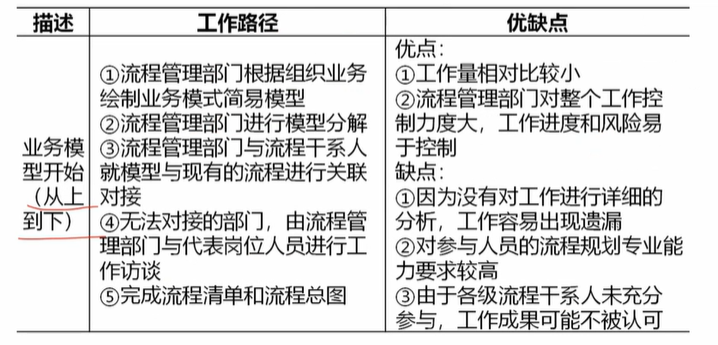 描述 工作路径 优缺点
业务模
型开始
（从上
到下）
①流程管理部门根据组织业务
绘制业务模式简易模型
②流程管理部门进行模型分解
③流程管理部门与流程干系人
就模型与现有的流程进行关联
对接
④无法对接的部门，由流程管
理部门与代表岗位人员进行工
作访谈
⑤完成流程清单和流程总图
优点：
①工作量相对比较小
②流程管理部门对整个工作控
制力度大，工作进度和风险易
于控制
缺点：
①因为没有对工作进行详细的
分析，工作容易出现遗漏
②对参与人员的流程规划专业能
力要求较高
③由于各级流程干系人未充分
参与，工作成果可能不被认可